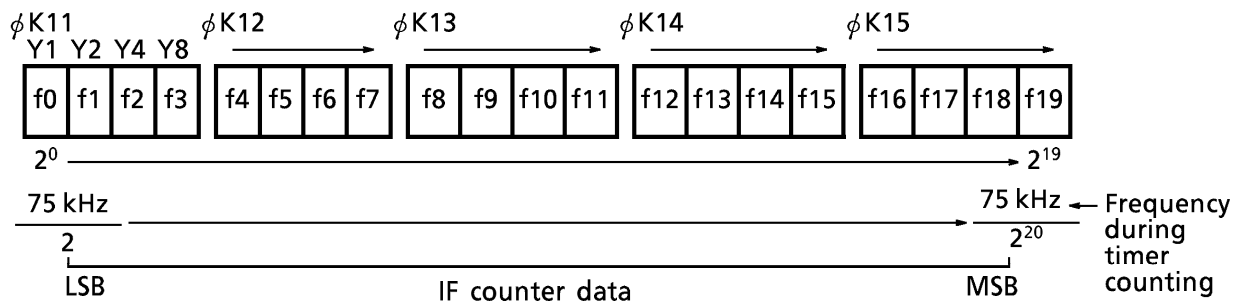 ϕK11 ϕK12 ϕK13 ϕK14 ϕK15
Y1 Y2 Y4 Y8
f0 f1 f2 f3 f4 f5 f6 f7 f8 f9 f10 f11 f12 f13 f14 f15 f16 f17 f18 f19
2⁰ 2¹⁹
75 kHz 75 kHz Frequency
2 2²⁰ during
timer
counting
LSB IF counter data MSB